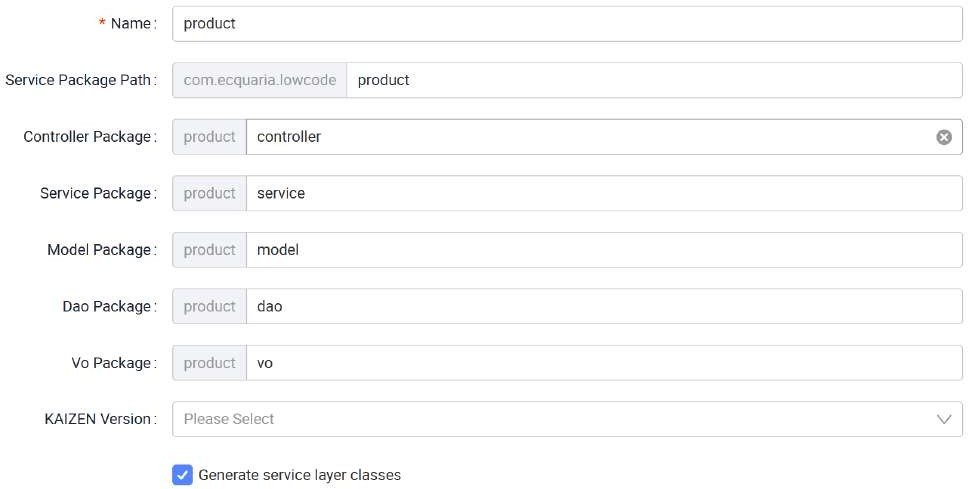 * Name: product
Service Package Path: com.ecquaria.lowcode product
Controller Package: product controller
Service Package: product service
Model Package: product model
Dao Package: product dao
Vo Package: product vo
KAIZEN Version: Please Select
Generate service layer classes